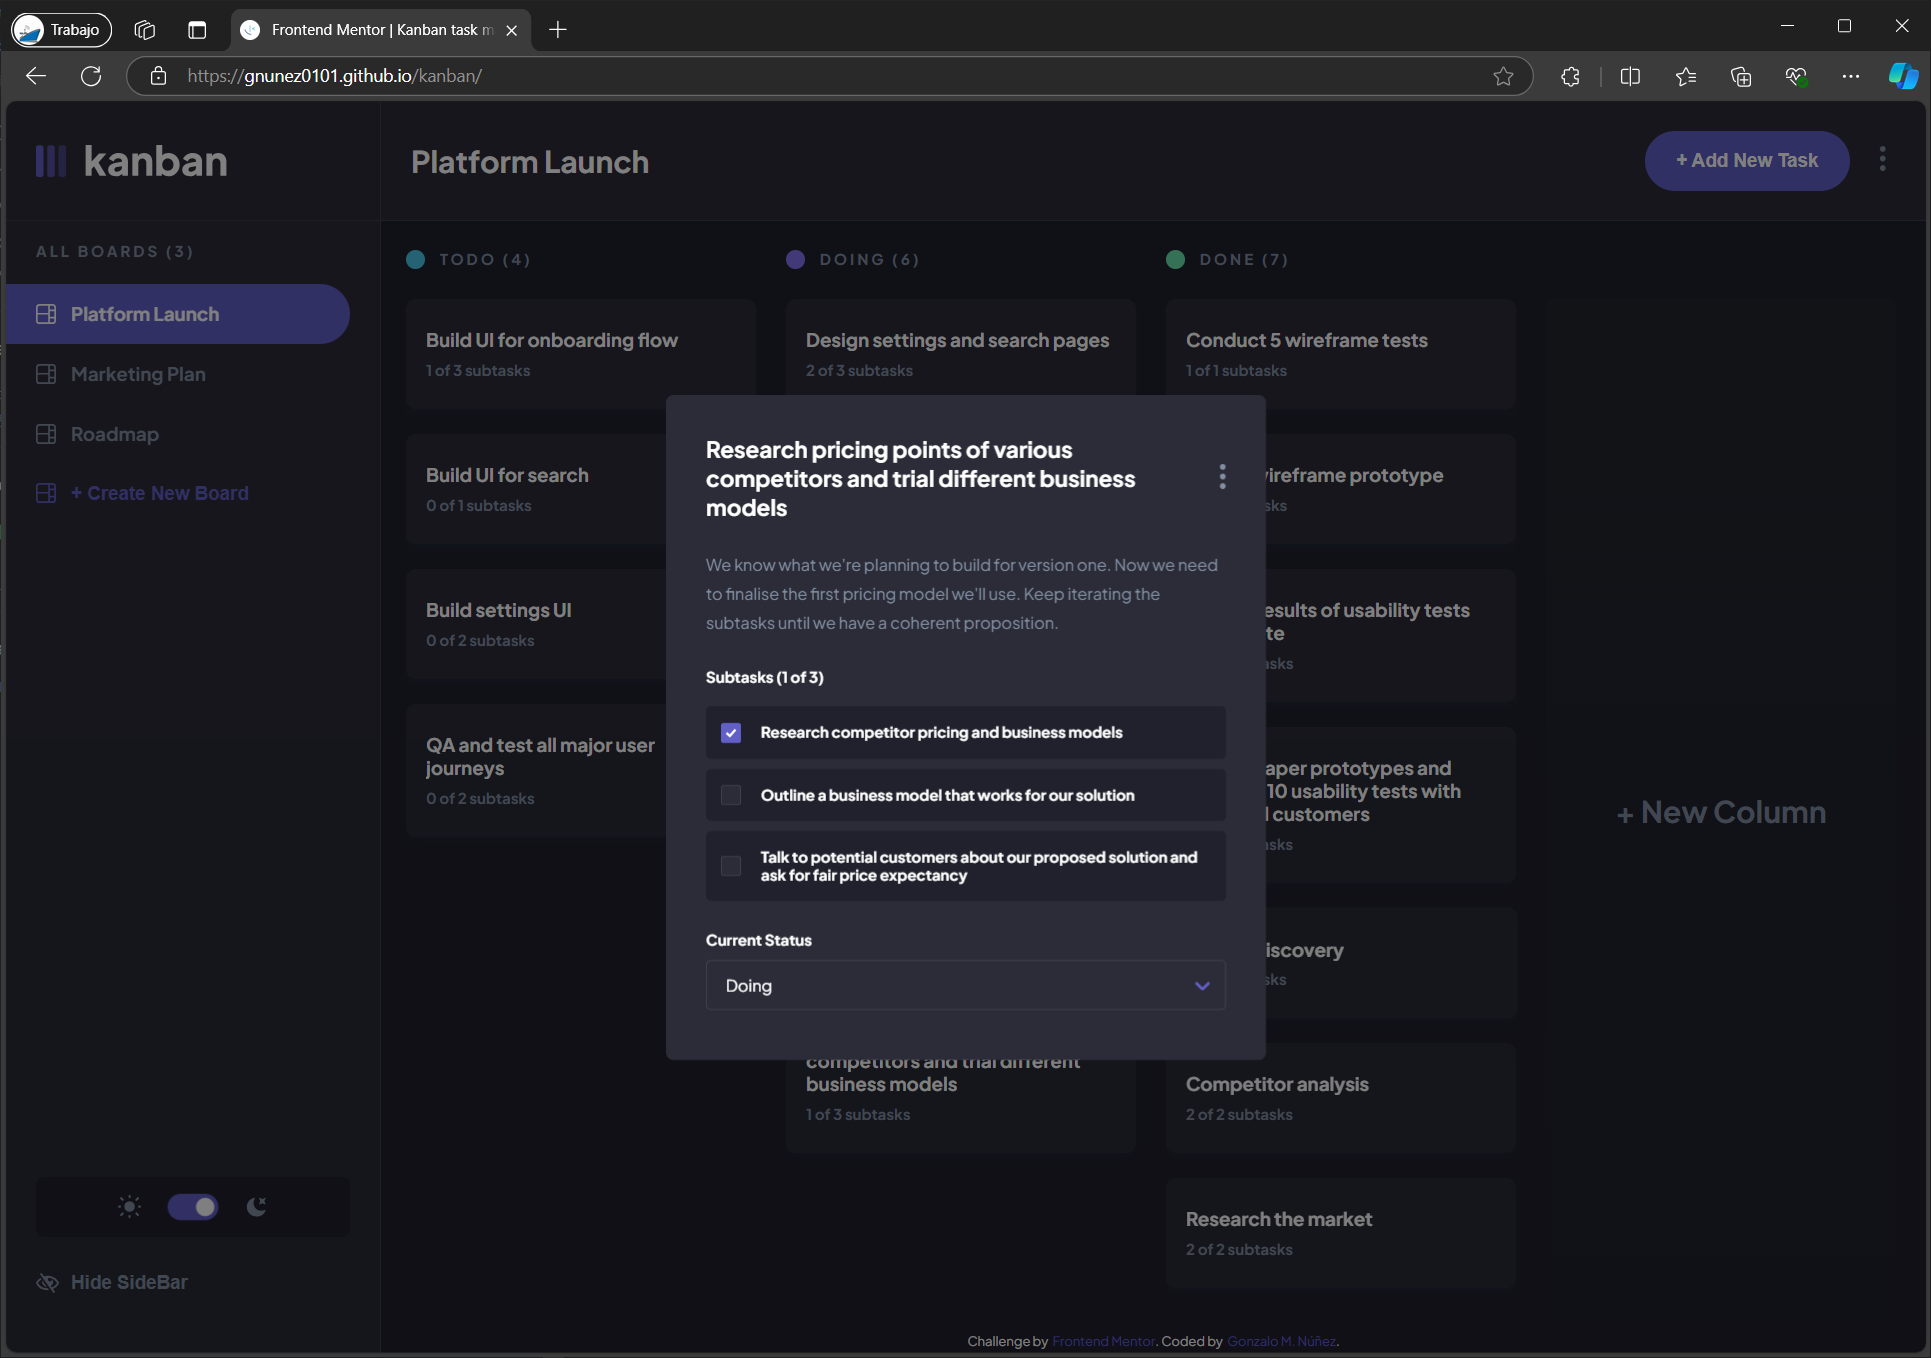 Trabajo
Frontend Mentor | Kanban task m
https://gnunez0101.github.io/kanban/
kanban
Platform Launch
+ Add New Task
ALL BOARDS (3)
Platform Launch
Marketing Plan
Roadmap
+ Create New Board
Hide SideBar
TODO (4)
Build UI for onboarding flow
1 of 3 subtasks
Build UI for search
0 of 1 subtasks
Build settings UI
0 of 2 subtasks
QA and test all major user
journeys
0 of 2 subtasks
DOING (6)
Design settings and search pages
2 of 3 subtasks
Research pricing points of various
competitors and trial different business
models
We know what we're planning to build for version one. Now we need
to finalise the first pricing model we'll use. Keep iterating the
subtasks until we have a coherent proposition.
Subtasks (1 of 3)
Research competitor pricing and business models
Outline a business model that works for our solution
Talk to potential customers about our proposed solution and
ask for fair price expectancy
Current Status
Doing
competitors and trial different
business models
1 of 3 subtasks
DONE (7)
Conduct 5 wireframe tests
1 of 1 subtasks
ireframe prototype
sks
esults of usability tests
te
asks
aper prototypes and
10 usability tests with
l customers
asks
iscovery
sks
Competitor analysis
2 of 2 subtasks
Research the market
2 of 2 subtasks
+ New Column
Challenge by Frontend Mentor. Coded by Gonzalo M. Núñez.